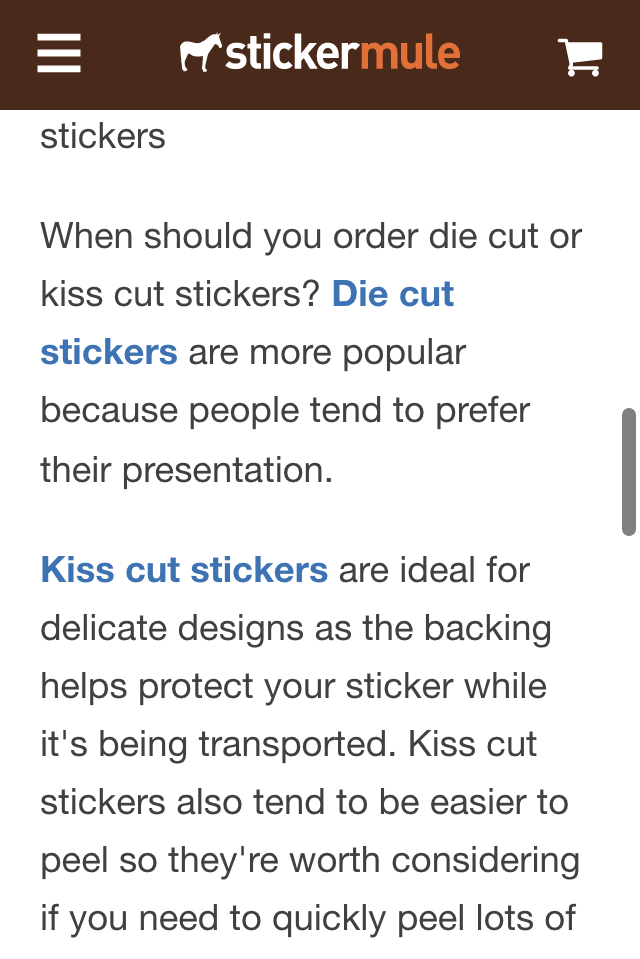 stickermule
stickers
When should you order die cut or
kiss cut stickers? Die cut
stickers are more popular
because people tend to prefer
their presentation.
Kiss cut stickers are ideal for
delicate designs as the backing
helps protect your sticker while
it's being transported. Kiss cut
stickers also tend to be easier to
peel so they're worth considering
if you need to quickly peel lots of